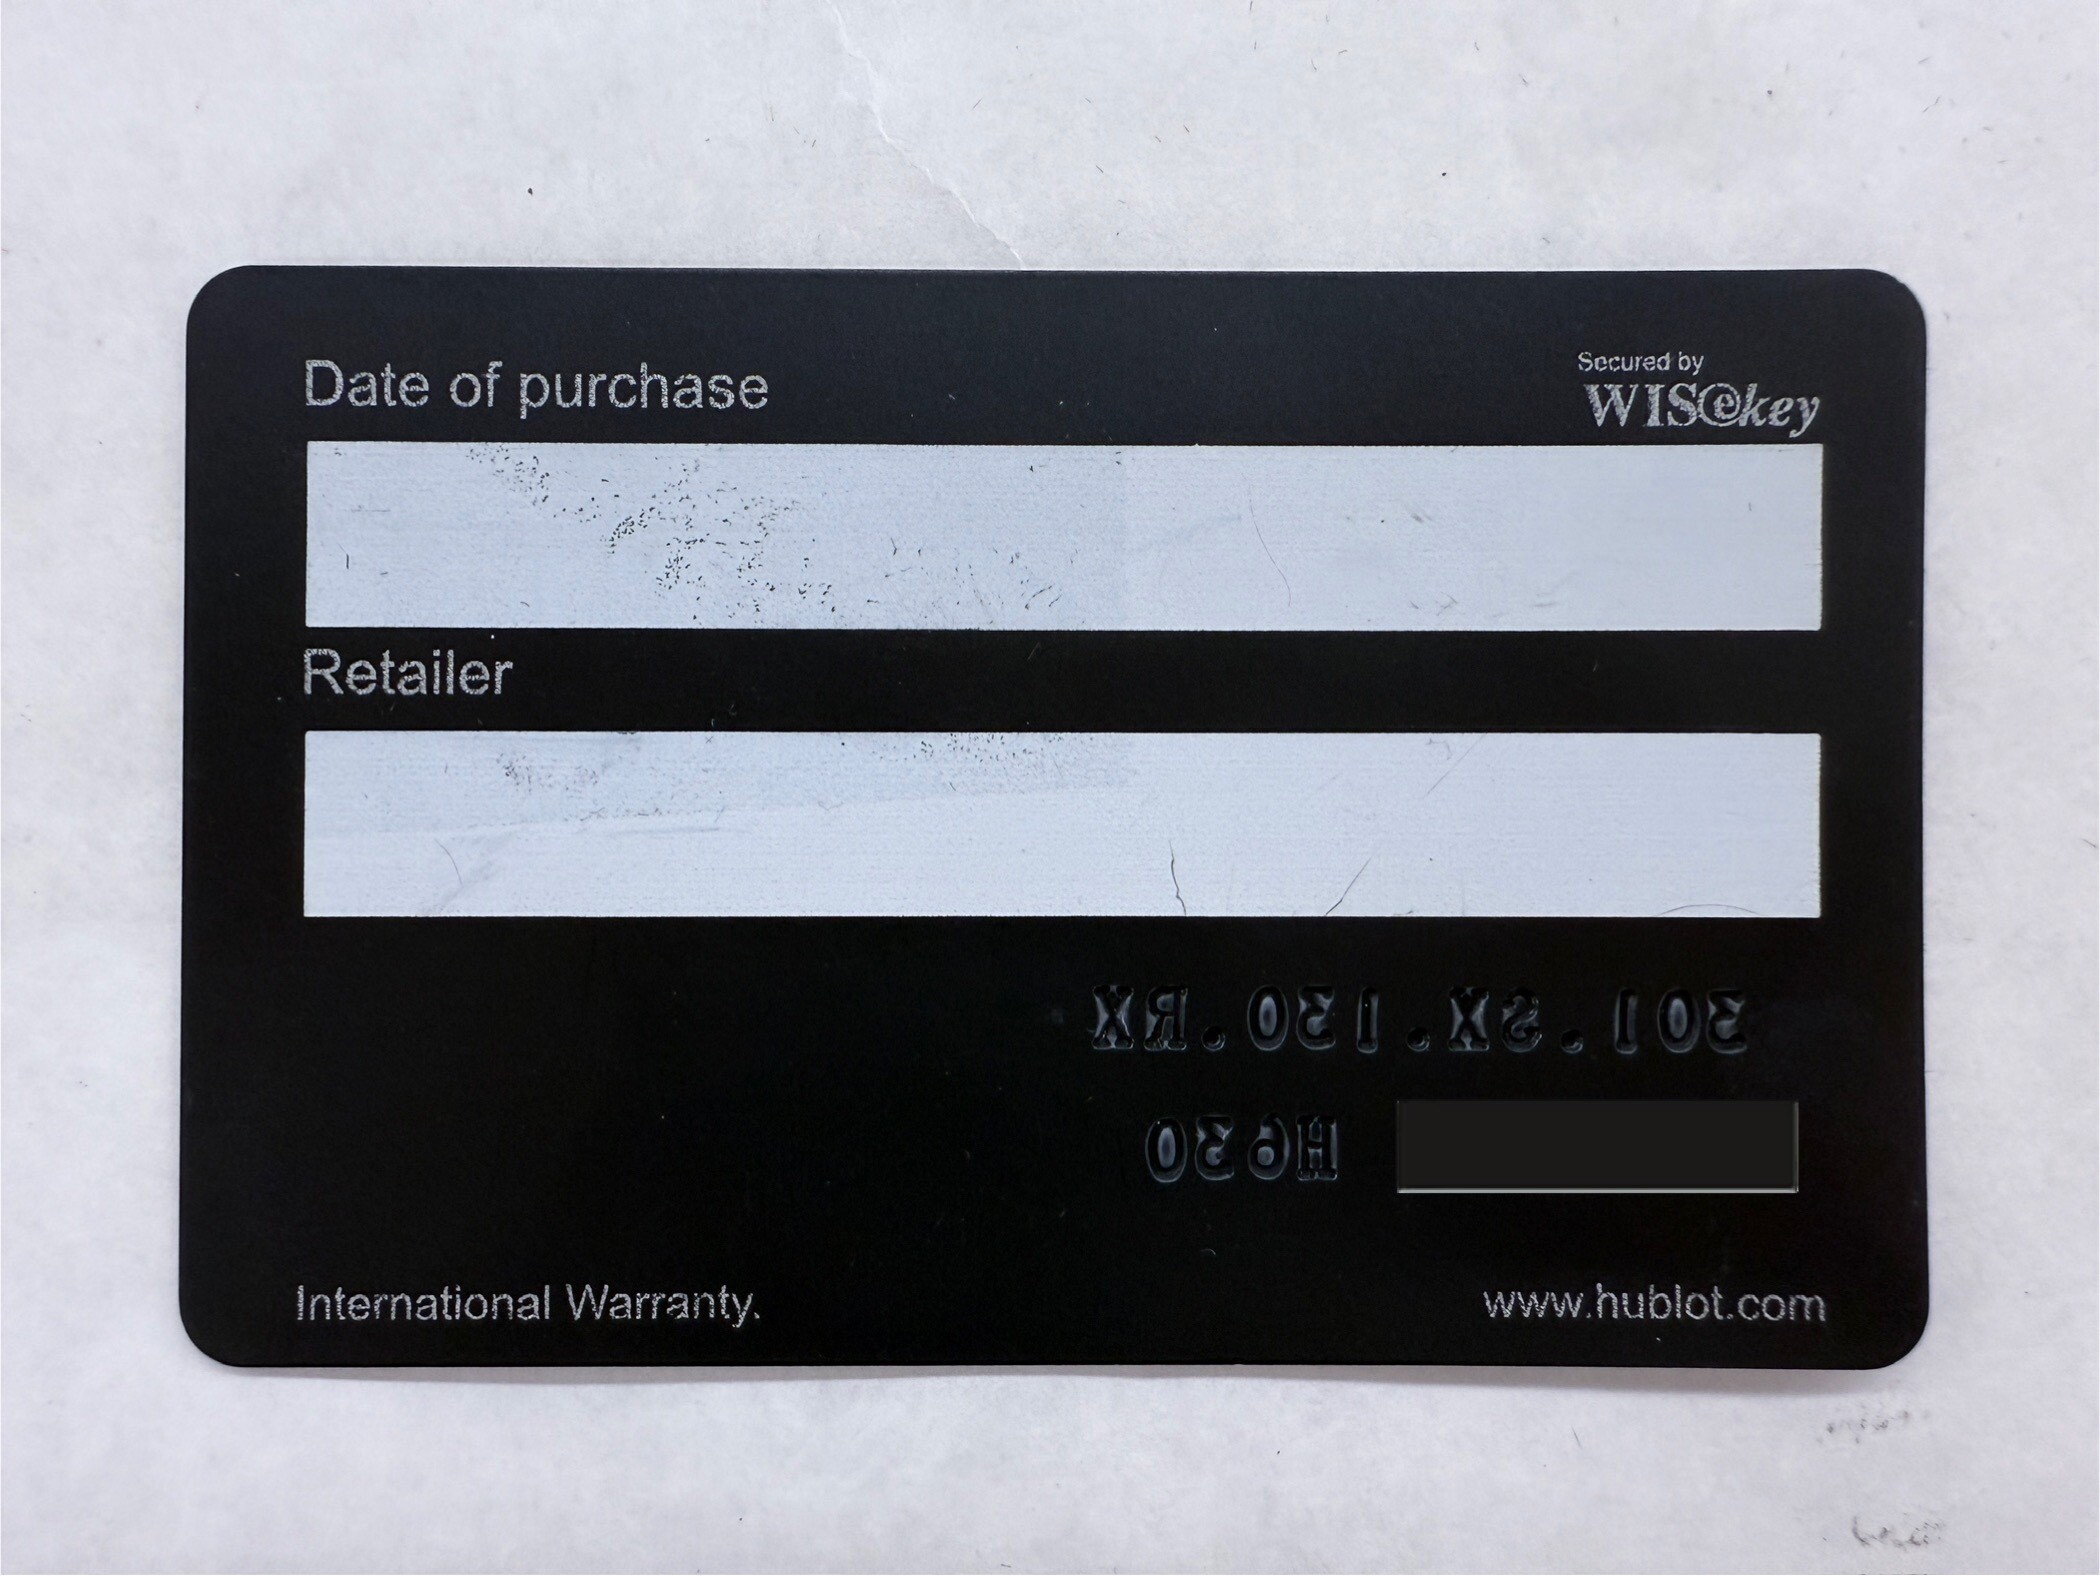 Date of purchase
Secured by
WISekey
Retailer
301.SX.130.RX
H630
International Warranty.
www.hublot.com